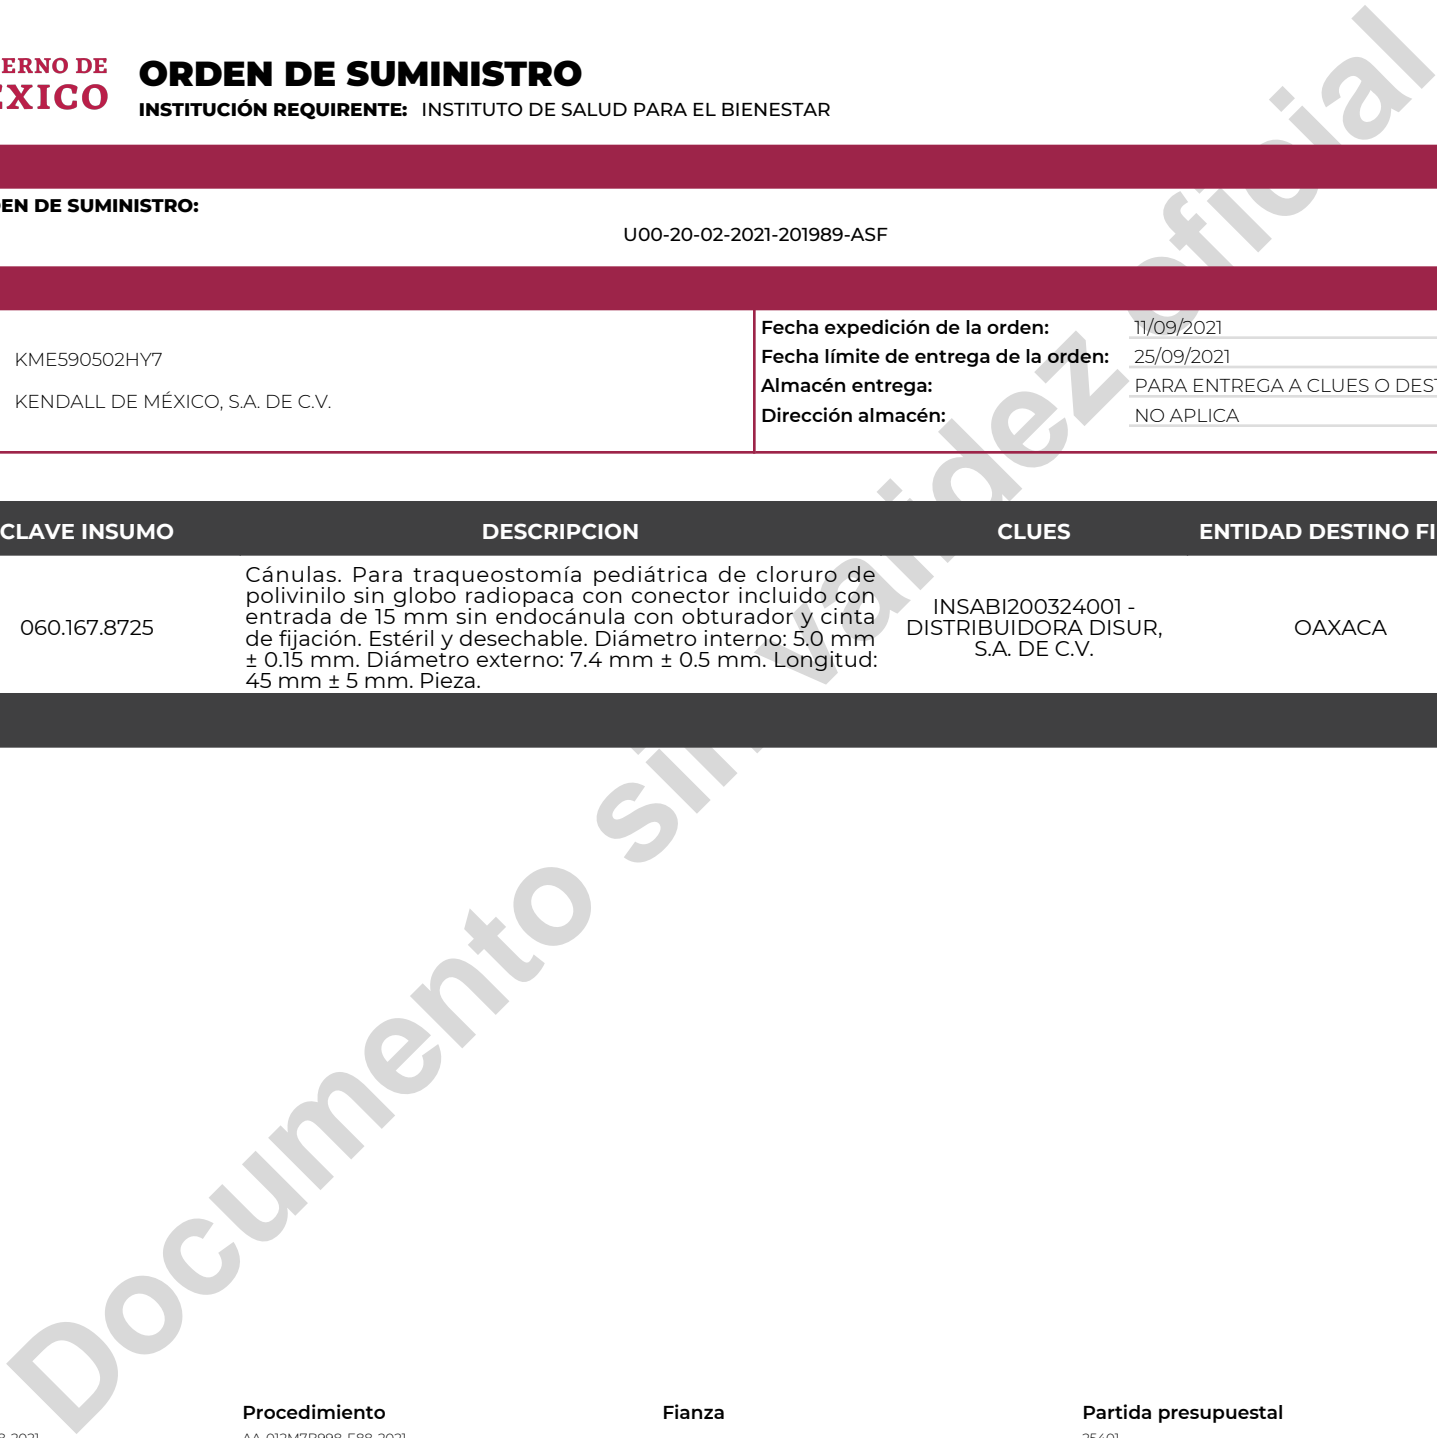 ERNO DE
ÉXICO
ORDEN DE SUMINISTRO
INSTITUCIÓN REQUIRENTE: INSTITUTO DE SALUD PARA EL BIENESTAR
EN DE SUMINISTRO:
U00-20-02-2021-201989-ASF
KME590502HY7
KENDALL DE MÉXICO, S.A. DE C.V.
Fecha expedición de la orden: 11/09/2021
Fecha límite de entrega de la orden: 25/09/2021
Almacén entrega: PARA ENTREGA A CLUES O DEST
Dirección almacén: NO APLICA
CLAVE INSUMO DESCRIPCION CLUES ENTIDAD DESTINO FI
060.167.8725
Cánulas. Para traqueostomía pediátrica de cloruro de
polivinilo sin globo radiopaca con conector incluido con
entrada de 15 mm sin endocánula con obturador y cinta
de fijación. Estéril y desechable. Diámetro interno: 5.0 mm
± 0.15 mm. Diámetro externo: 7.4 mm ± 0.5 mm. Longitud:
45 mm ± 5 mm. Pieza.
INSABI200324001 -
DISTRIBUIDORA DISUR,
S.A. DE C.V.
OAXACA
Documento sin validez oficial
Procedimiento Fianza Partida presupuestal